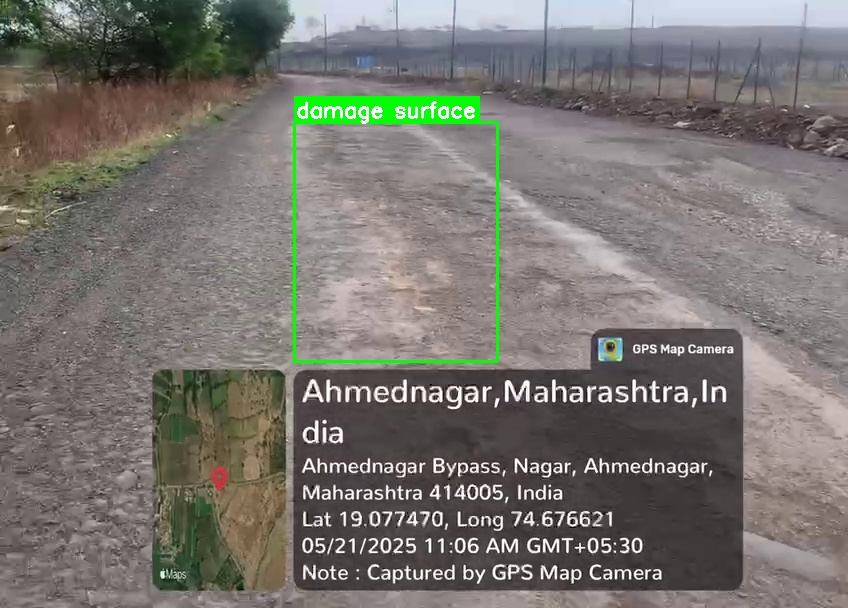 damage surface
GPS Map Camera
Ahmednagar,Maharashtra,In
dia
Ahmednagar Bypass, Nagar, Ahmednagar,
Maharashtra 414005, India
Lat 19.077470, Long 74.676621
05/21/2025 11:06 AM GMT+05:30
Note : Captured by GPS Map Camera
Maps